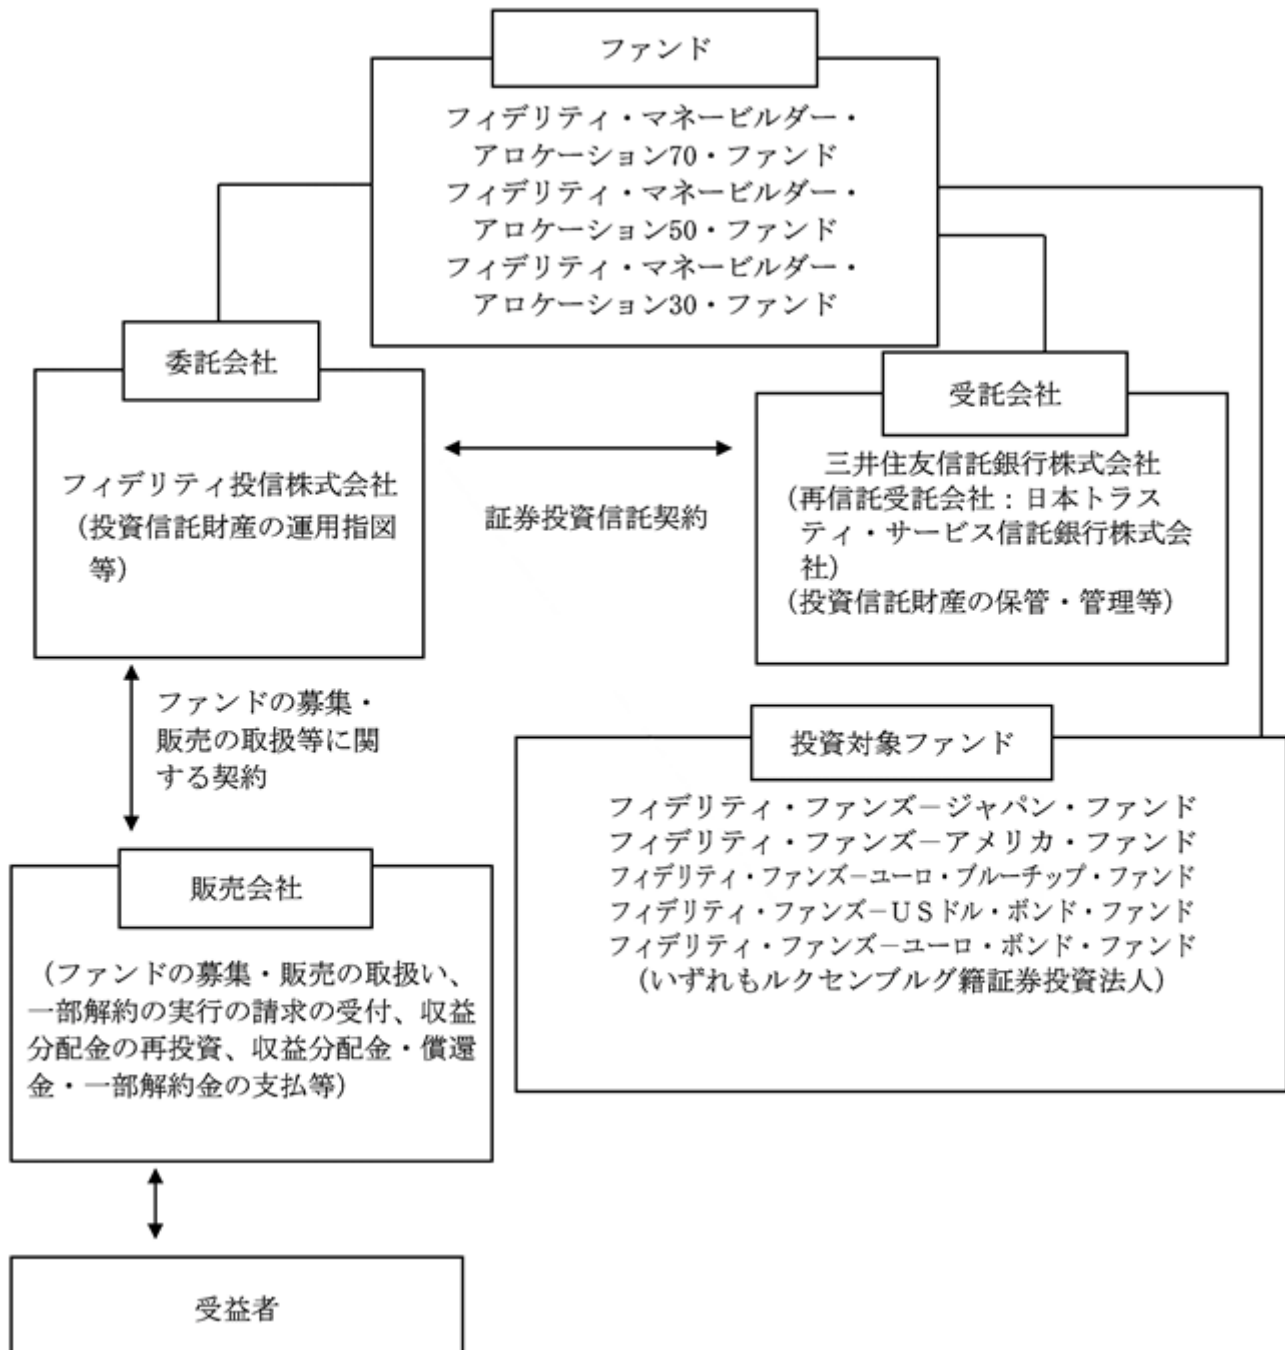 ファンド
フィデリティ・マネービルダー・
アロケーション70・ファンド
フィデリティ・マネービルダー・
アロケーション50・ファンド
フィデリティ・マネービルダー・
アロケーション30・ファンド
委託会社
フィデリティ投信株式会社
（投資信託財産の運用指図
等）
証券投資信託契約
受託会社
三井住友信託銀行株式会社
（再信託受託会社：日本トラス
ティ・サービス信託銀行株式会
社）
（投資信託財産の保管・管理等）
ファンドの募集・
販売の取扱等に関
する契約
投資対象ファンド
フィデリティ・ファンズ－ジャパン・ファンド
フィデリティ・ファンズ－アメリカ・ファンド
フィデリティ・ファンズ－ユーロ・ブルーチップ・ファンド
フィデリティ・ファンズ－ＵＳドル・ボンド・ファンド
フィデリティ・ファンズ－ユーロ・ボンド・ファンド
（いずれもルクセンブルグ籍証券投資法人）
販売会社
（ファンドの募集・販売の取扱い、
一部解約の実行の請求の受付、収益
分配金の再投資、収益分配金・償還
金・一部解約金の支払等）
受益者